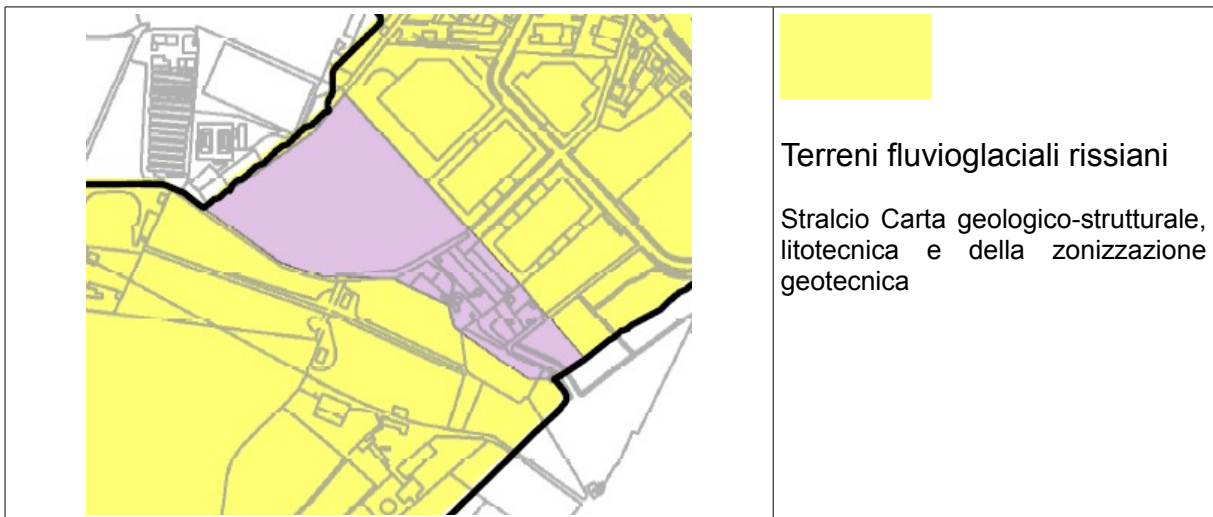 Terreni fluvioglaciali rissiani
Stralcio Carta geologico-strutturale,
litotecnica e della zonizzazione
geotecnica